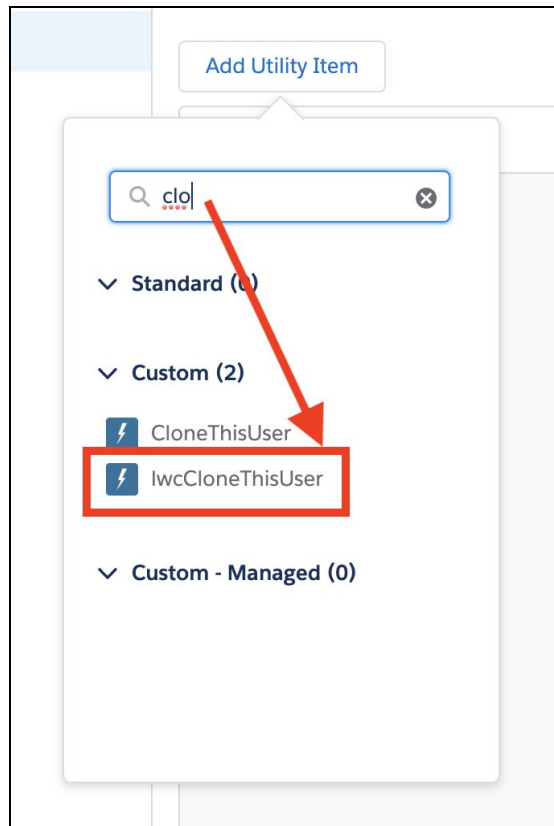 Add Utility Item
clo
Standard (0)
Custom (2)
CloneThisUser
lwcCloneThisUser
Custom - Managed (0)